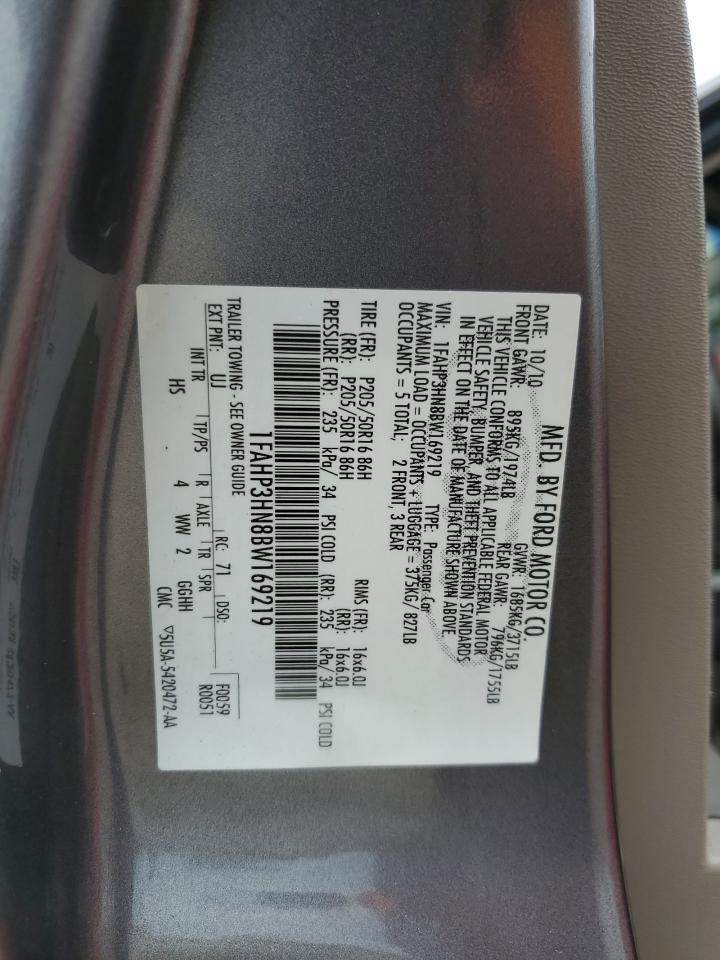 MFD. BY FORD MOTOR CO.
DATE: 10/10 GVWR: 1685KG/3715LB
FRONT GAWR: 895KG/1974LB REAR GAWR: 796KG/1755LB
THIS VEHICLE CONFORMS TO ALL APPLICABLE FEDERAL MOTOR
VEHICLE SAFETY, BUMPER, AND THEFT PREVENTION STANDARDS
IN EFFECT ON THE DATE OF MANUFACTURE SHOWN ABOVE.
VIN: 1FAHP3HN8BW169219 TYPE: Passenger Car
MAXIMUM LOAD = OCCUPANTS + LUGGAGE = 375KG/ 827LB
OCCUPANTS = 5 TOTAL; 2 FRONT, 3 REAR
TIRE (FR): P205/50R16 86H RIMS (FR): 16x6.0J
(RR): P205/50R16 86H (RR): 16x6.0J
PRESSURE (FR): 235 kPa/ 34 PSI COLD (RR): 235 kPa/ 34 PSI COLD
1FAHP3HN8BW169219
TRAILER TOWING - SEE OWNER GUIDE F0059
EXT PNT: UJ RC: 71 DSO: R0051
INT TR TP/PS R AXLE TR SPR
HS 4 WW 2 GGHH
CMC ▽5U5A-5420472-AA